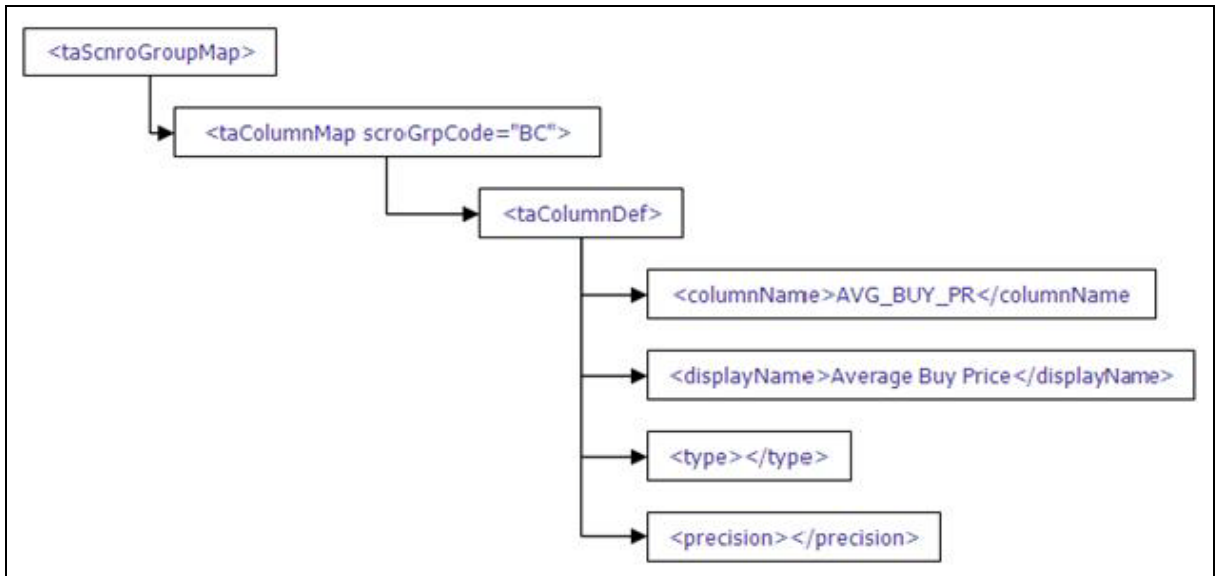 <taScnroGroupMap>
<taColumnMap scroGrpCode="BC">
<taColumnDef>
<columnName>AVG_BUY_PR</columnName
<displayName>Average Buy Price</displayName>
<type></type>
<precision></precision>